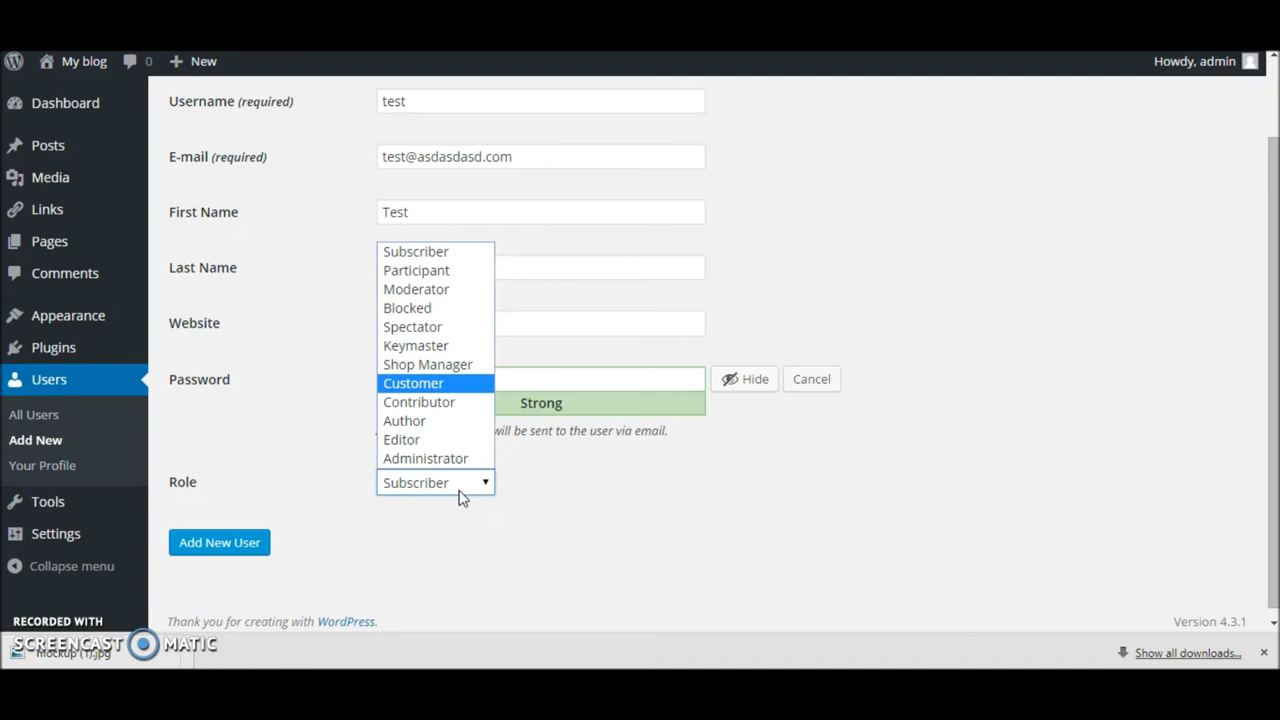 My blog 0 New Howdy, admin
Dashboard
Posts
Media
Links
Pages
Comments
Appearance
Plugins
Users
All Users
Add New
Your Profile
Tools
Settings
Collapse menu
Username (required) test
E-mail (required) test@asdasdasd.com
First Name Test
Last Name
Website
Password Hide Cancel
Strong
will be sent to the user via email.
Subscriber
Participant
Moderator
Blocked
Spectator
Keymaster
Shop Manager
Customer
Contributor
Author
Editor
Administrator
Role Subscriber
Add New User
Thank you for creating with WordPress. Version 4.3.1
RECORDED WITH
SCREENCAST MATIC
mockup (1).jpg Show all downloads...